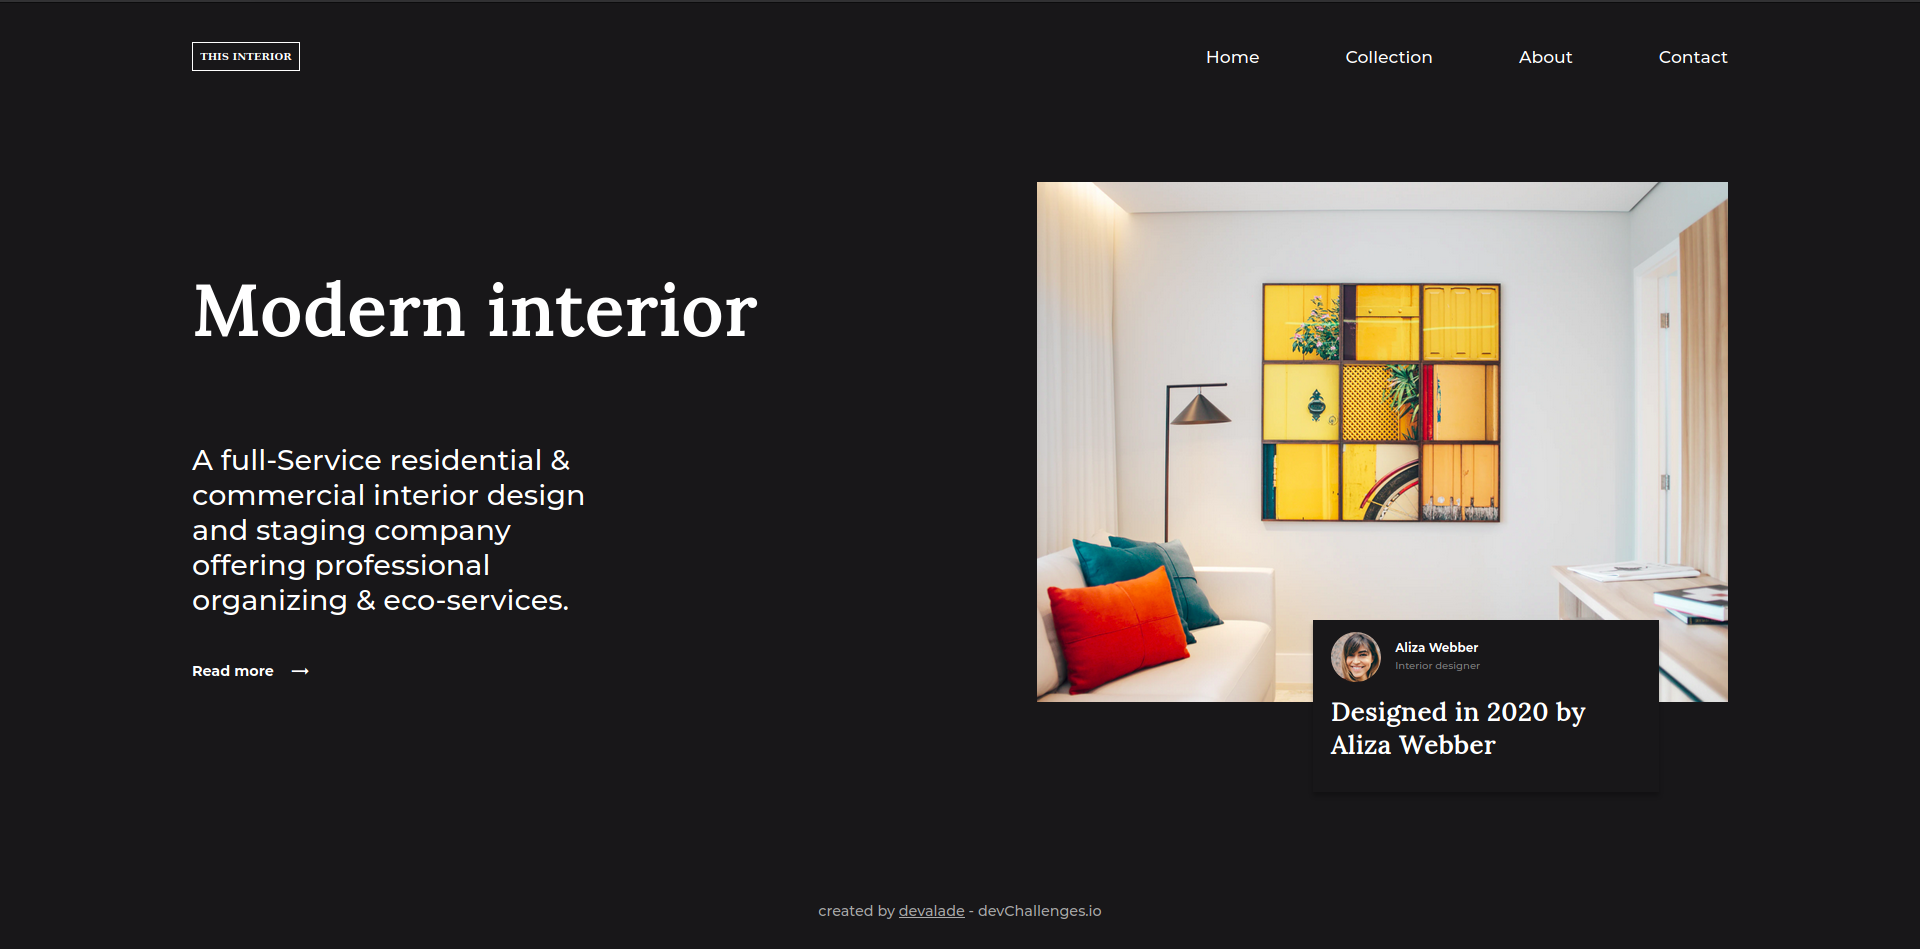 THIS INTERIOR
Home
Collection
About
Contact
Modern interior
A full-Service residential &
commercial interior design
and staging company
offering professional
organizing & eco-services.
Read more
Aliza Webber
Interior designer
Designed in 2020 by
Aliza Webber
created by devalade - devChallenges.io